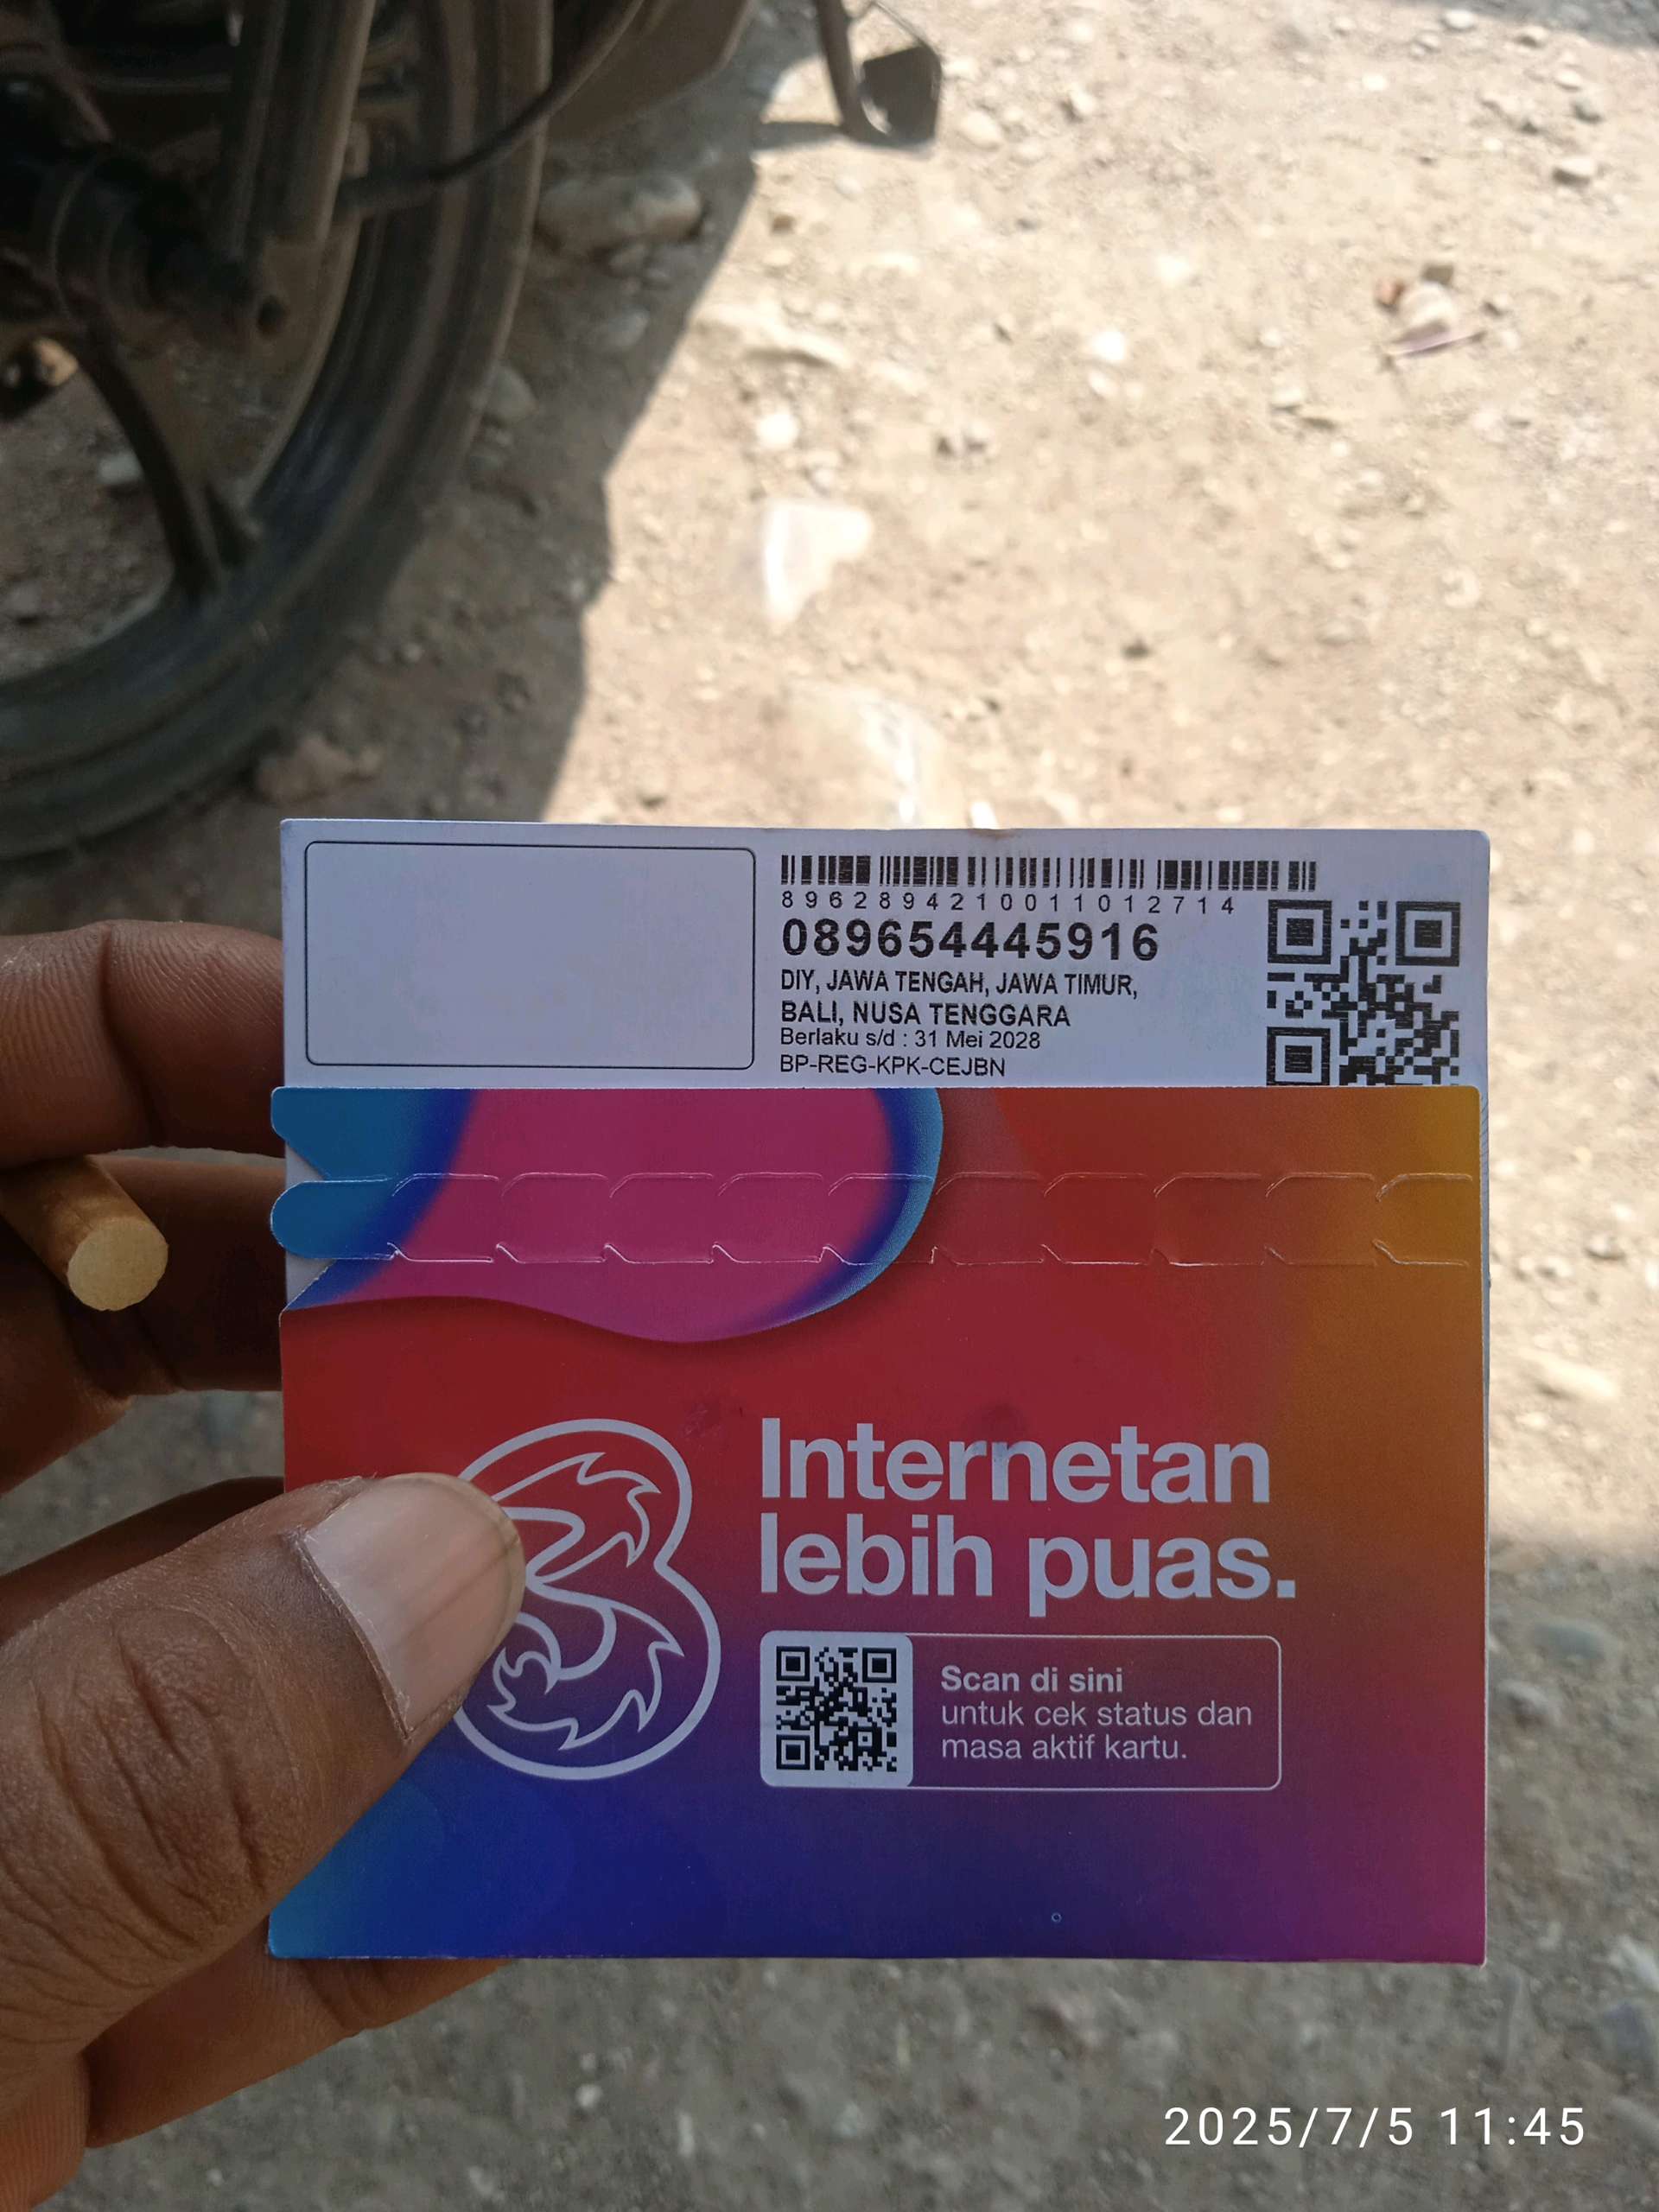 8962894210011012714
089654445916
DIY, JAWA TENGAH, JAWA TIMUR,
BALI, NUSA TENGGARA
Berlaku s/d : 31 Mei 2028
BP-REG-KPK-CEJBN
Internetan
lebih puas.
Scan di sini
untuk cek status dan
masa aktif kartu.
2025/7/5 11:45